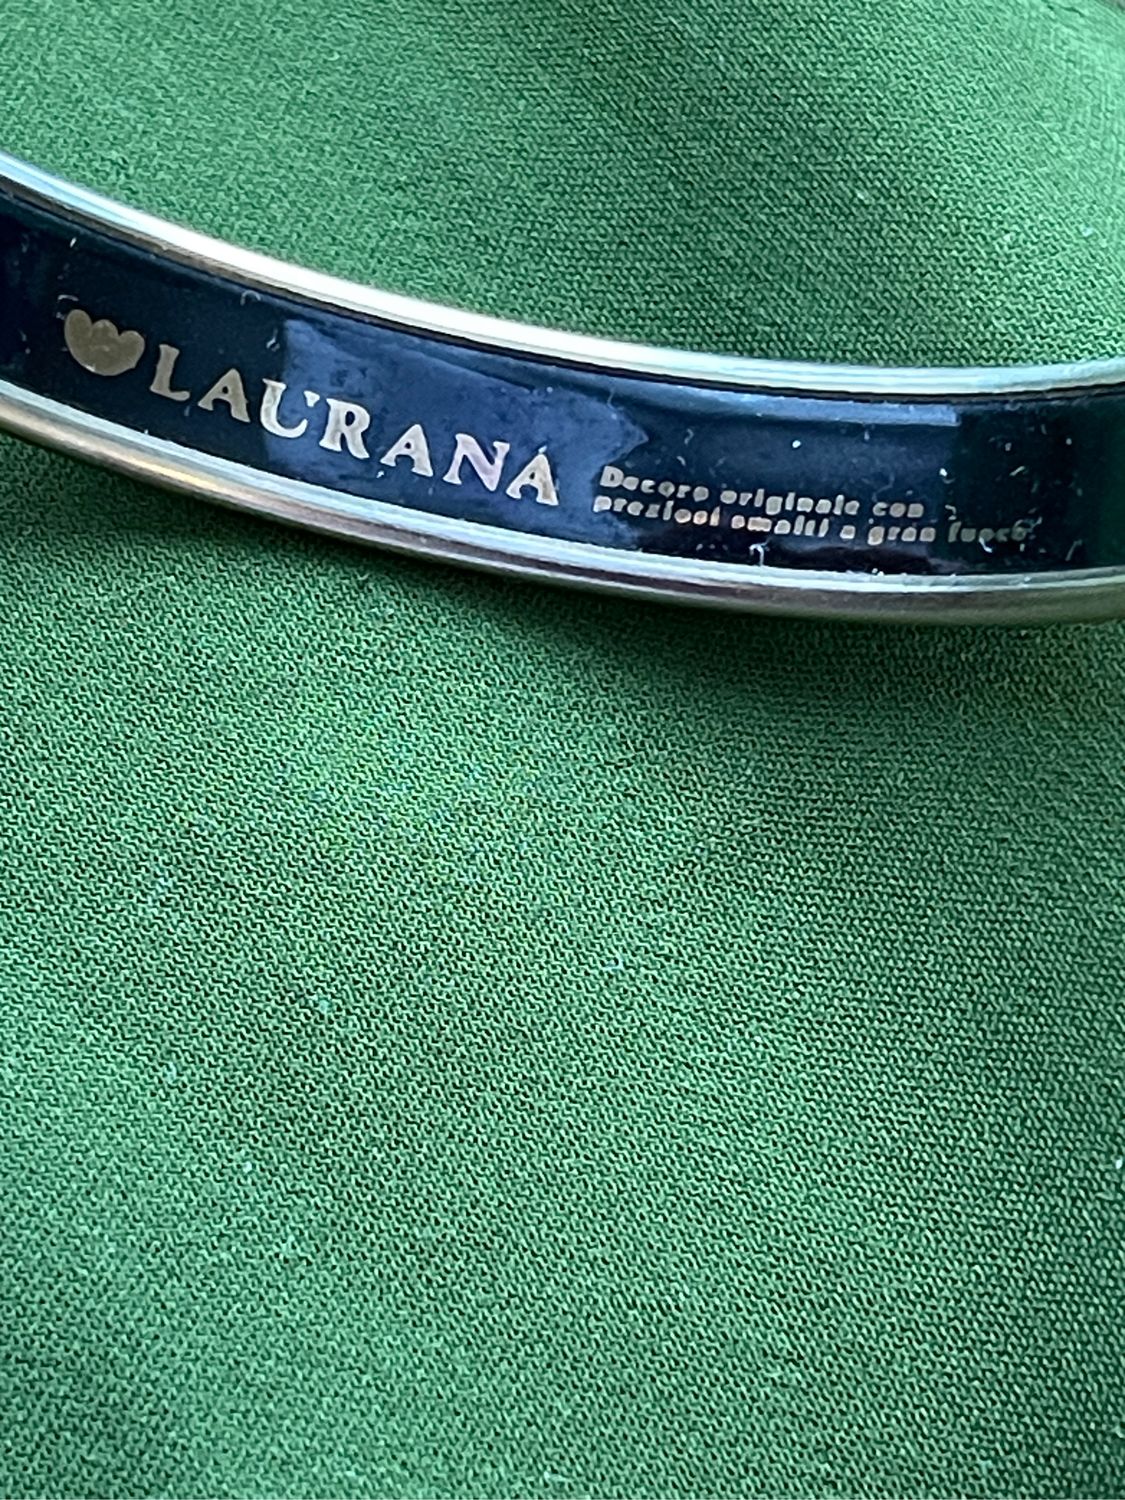 LAURANA
Decoro originale con
preziosi smalti a gran fuoco